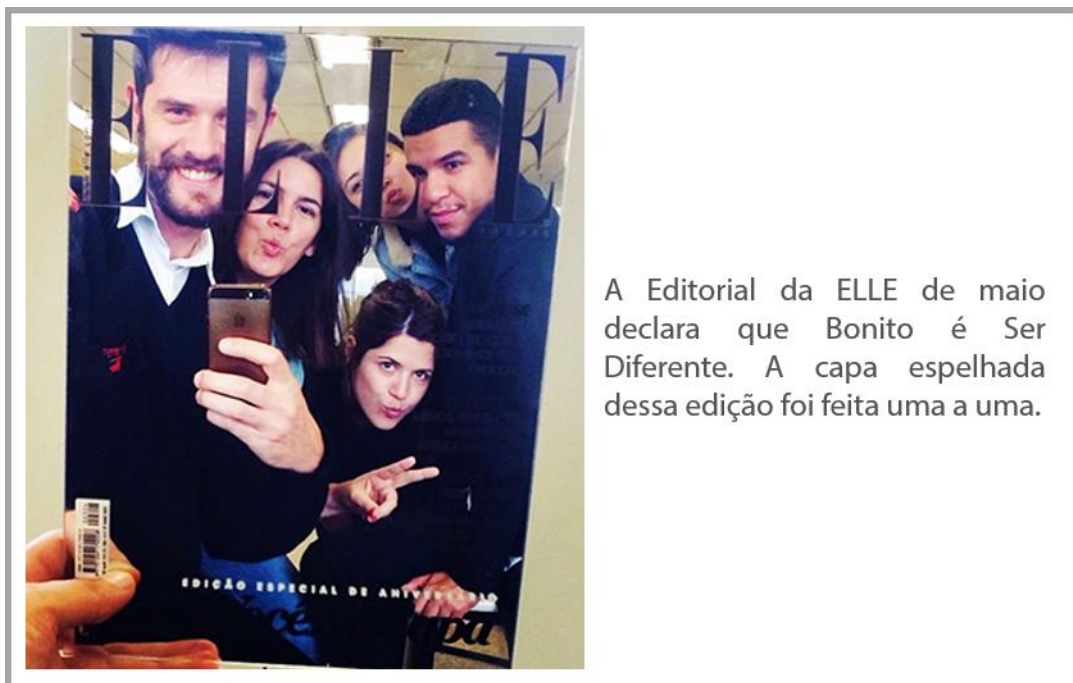 ELLE
EDIÇÃO ESPECIAL DE ANIVERSÁRIO
A Editorial da ELLE de maio
declara que Bonito é Ser
Diferente. A capa espelhada
dessa edição foi feita uma a uma.